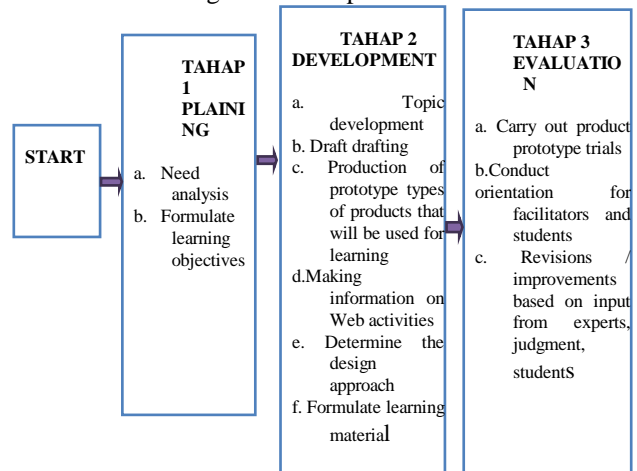 START
TAHAP
1
PLAINI
NG
a. Need
analysis
b. Formulate
learning
objectives
TAHAP 2
DEVELOPMENT
a. Topic
development
b. Draft drafting
c. Production of
prototype types
of products that
will be used for
learning
d.Making
information on
Web activities
e. Determine the
design
approach
f. Formulate learning
material
TAHAP 3
EVALUATIO
N
a. Carry out product
prototype trials
b.Conduct
orientation for
facilitators and
students
c. Revisions /
improvements
based on input
from experts,
judgment,
studentS